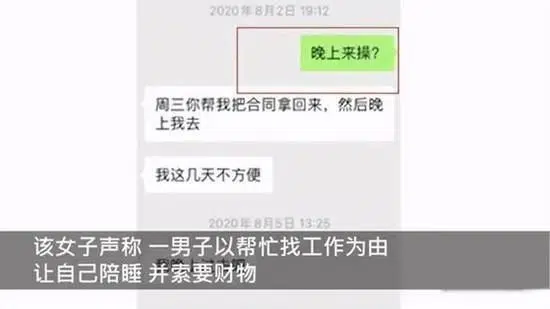 2020年8月2日 19:12
晚上来操?
周三你帮我把合同拿回来，然后晚
上我去
我这几天不方便
2020年8月5日 13:25
该女子声称 一男子以帮忙找工作为由
让自己陪睡 并索要财物